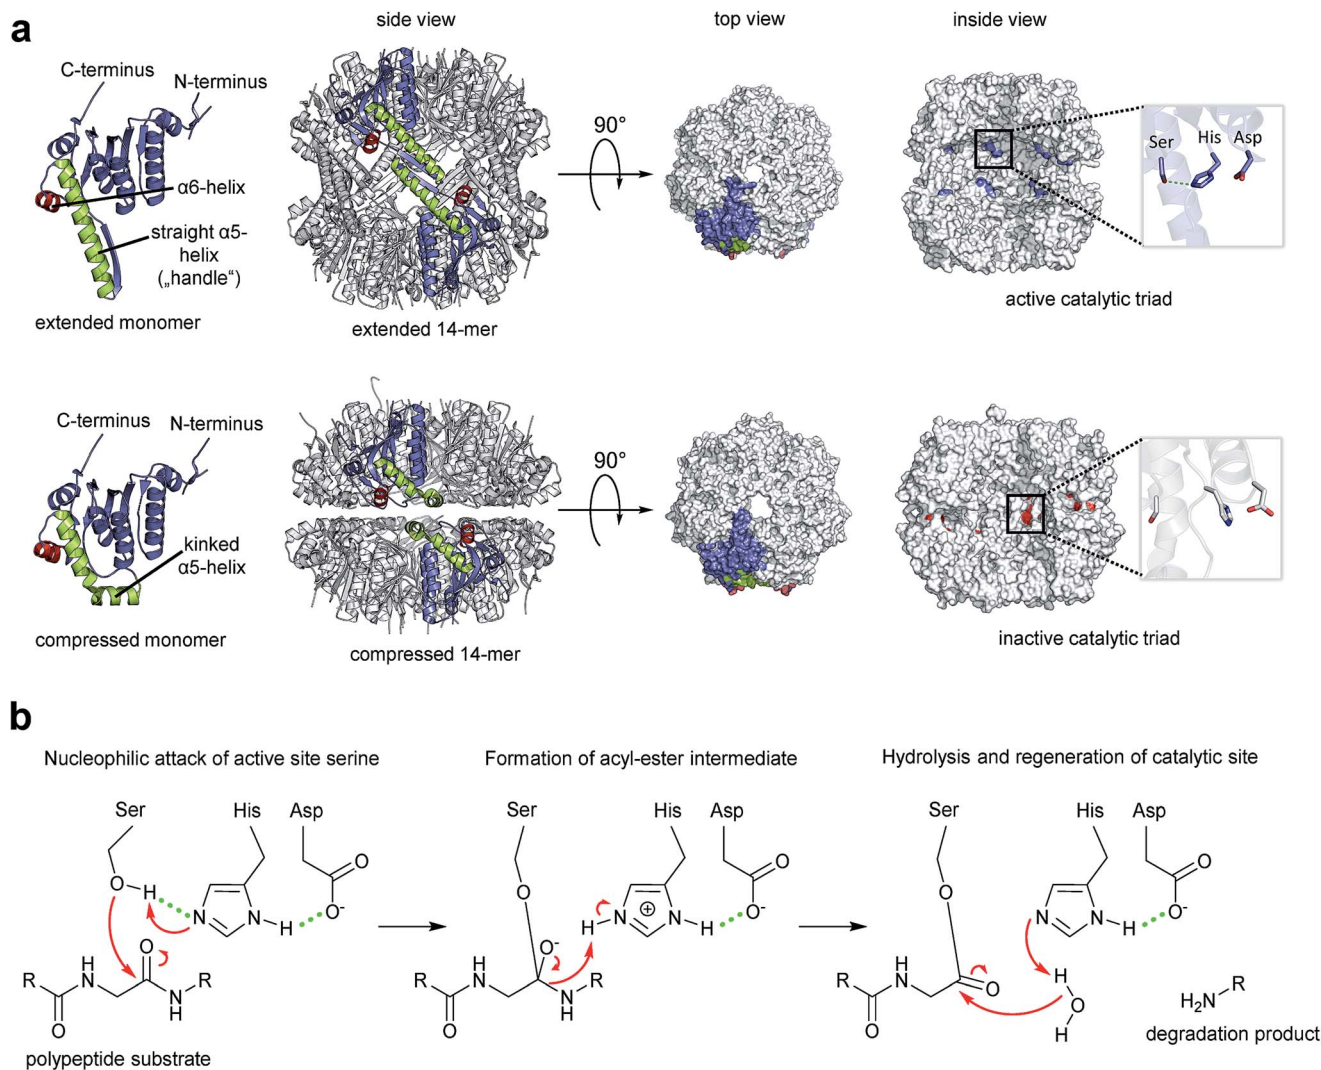 a
side view
top view
inside view
C-terminus
N-terminus
α6-helix
straight α5-
helix
(„handle“)
extended monomer
extended 14-mer
90°
Ser
His
Asp
active catalytic triad
C-terminus
N-terminus
kinked
α5-helix
compressed monomer
compressed 14-mer
90°
inactive catalytic triad
b
Nucleophilic attack of active site serine
Formation of acyl-ester intermediate
Hydrolysis and regeneration of catalytic site
Ser
His
Asp
O
H
N
N
H
O
O-
O
R
H
N
O
N
H
R
polypeptide substrate
Ser
His
Asp
O
H
N
+
N
H
O
O-
O-
R
H
N
O
N
H
R
Ser
His
Asp
O
N
N
H
O
O-
R
H
N
O
O
H
O
H
H2N
R
degradation product